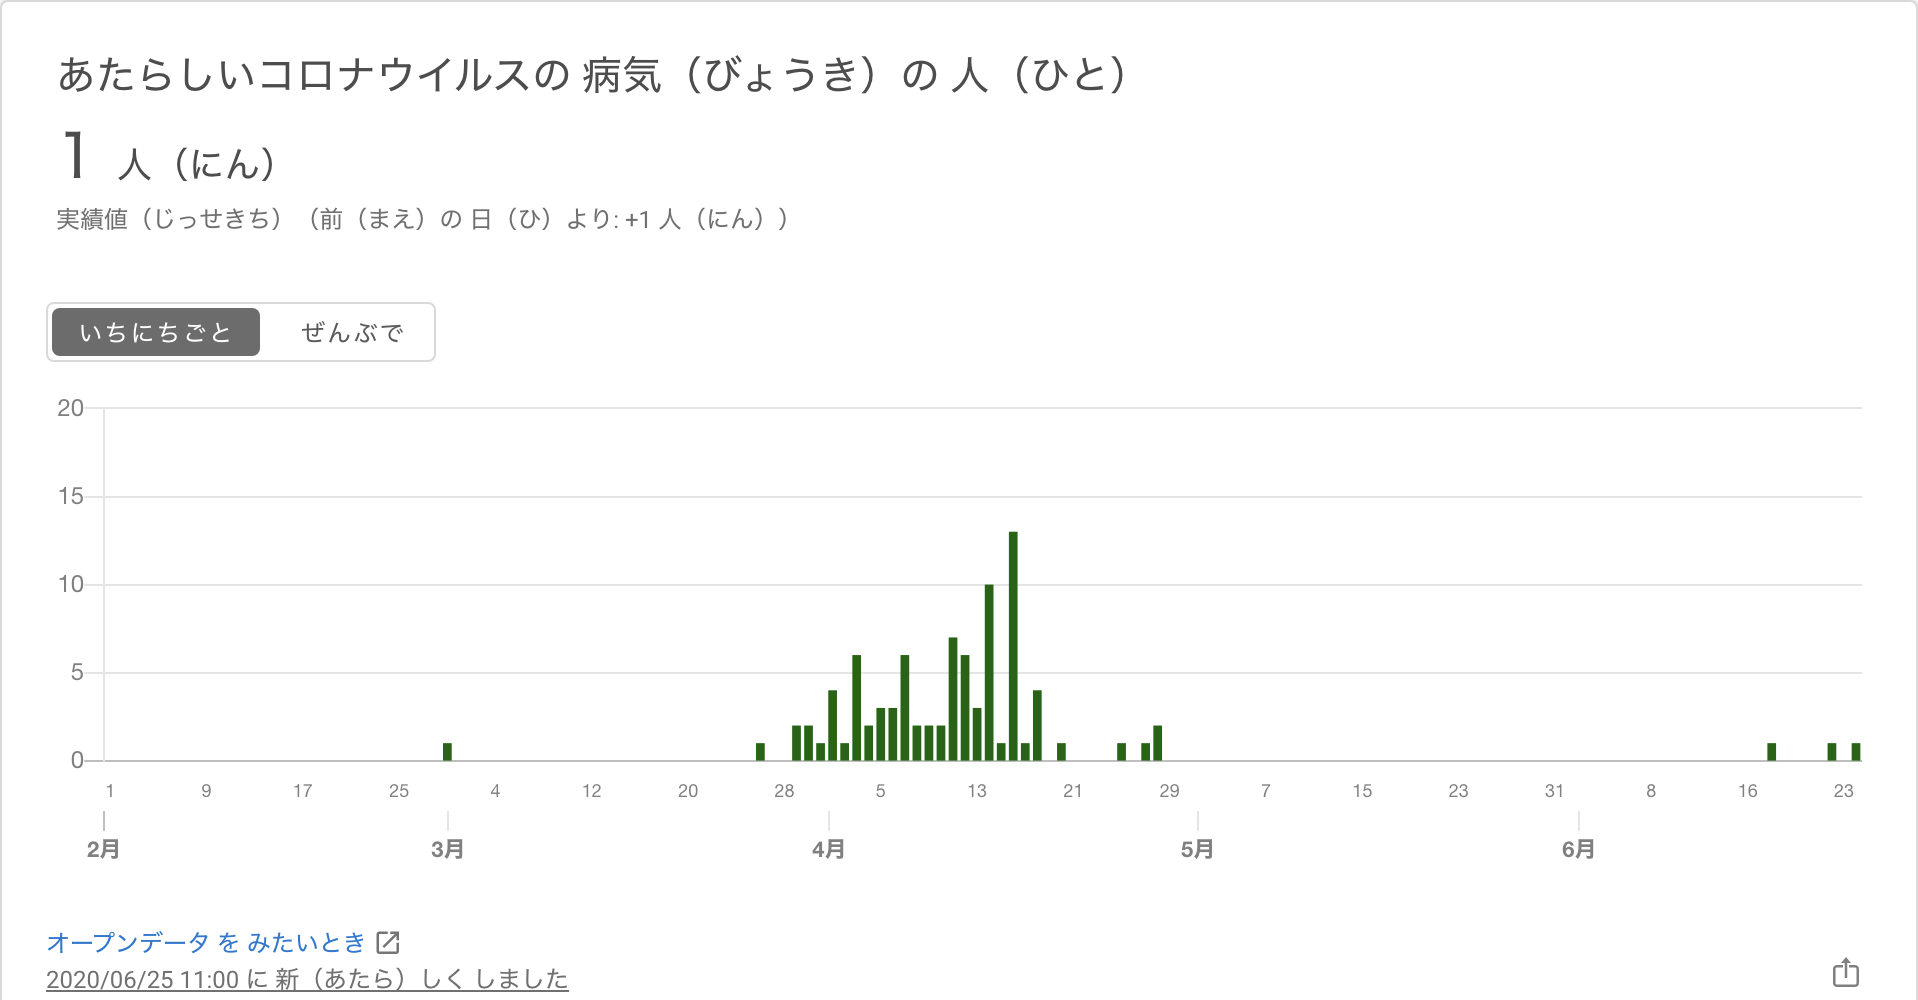 あたらしいコロナウイルスの 病気（びょうき）の 人（ひと）
1 人（にん）
実績値（じっせきち）（前（まえ）の 日（ひ）より: +1 人（にん））
いちにちごと ぜんぶで
20
15
10
5
0
1 9 17 25 4 12 20 28 5 13 21 29 7 15 23 31 8 16 23
2月 3月 4月 5月 6月
オープンデータ を みたいとき
2020/06/25 11:00 に 新（あたら）しく しました